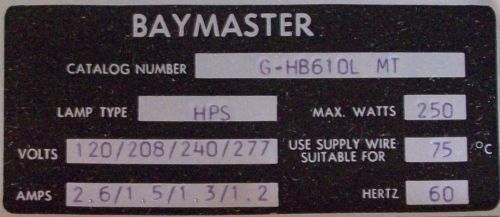 BAYMASTER
CATALOG NUMBER G-HB610L MT
LAMP TYPE HPS MAX. WATTS 250
VOLTS 120/208/240/277 USE SUPPLY WIRE SUITABLE FOR 75 °C
AMPS 2.6/1.5/1.3/1.2 HERTZ 60